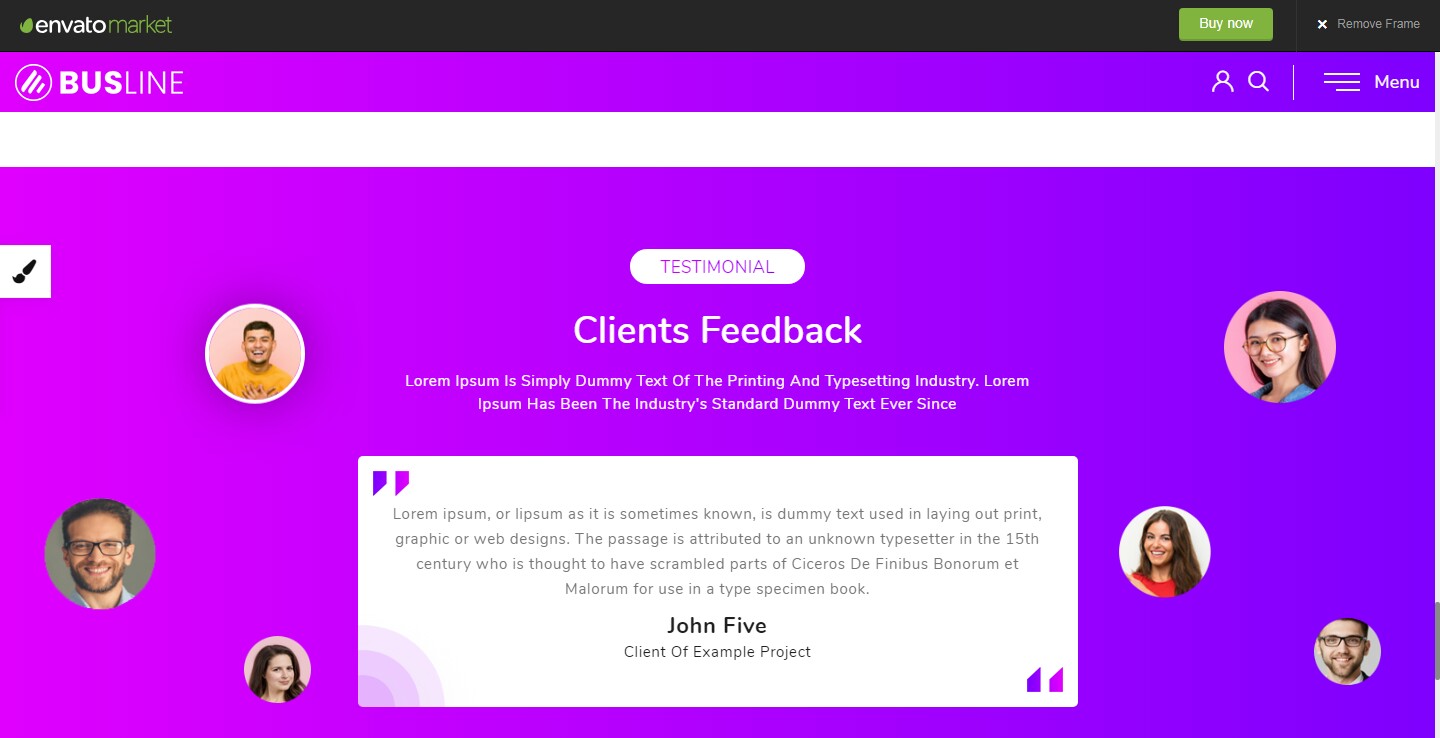 envato market
Buy now
Remove Frame
BUSLINE
Menu
TESTIMONIAL
Clients Feedback
Lorem Ipsum Is Simply Dummy Text Of The Printing And Typesetting Industry. Lorem
Ipsum Has Been The Industry's Standard Dummy Text Ever Since
Lorem ipsum, or lipsum as it is sometimes known, is dummy text used in laying out print,
graphic or web designs. The passage is attributed to an unknown typesetter in the 15th
century who is thought to have scrambled parts of Ciceros De Finibus Bonorum et
Malorum for use in a type specimen book.
John Five
Client Of Example Project